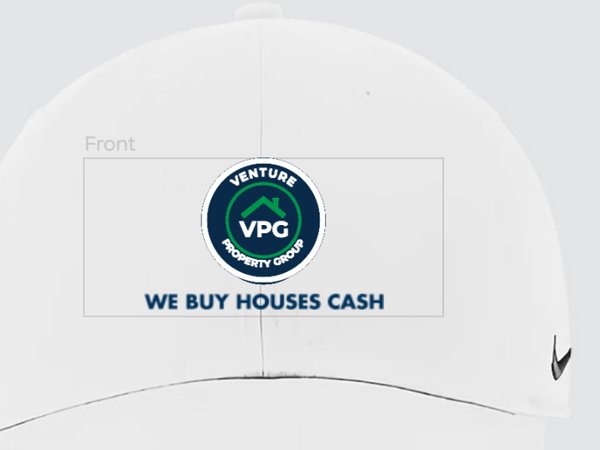 Front
VENTURE
VPG
PROPERTY GROUP
WE BUY HOUSES CASH